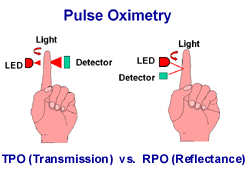 Pulse Oximetry
Light
LED
Detector
Light
LED
Detector
TPO (Transmission) vs. RPO (Reflectance)